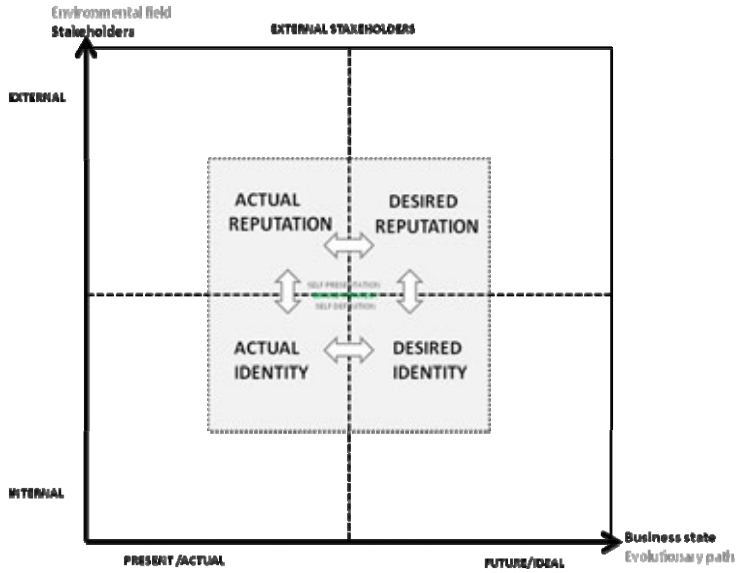 Environmental field
Stakeholders
EXTERNAL STAKEHOLDERS
EXTERNAL
ACTUAL
REPUTATION
DESIRED
REPUTATION
SELF PRESENTATION
SELF DEFINITION
ACTUAL
IDENTITY
DESIRED
IDENTITY
INTERNAL
Business state
Evolutionary path
PRESENT /ACTUAL
FUTURE/IDEAL